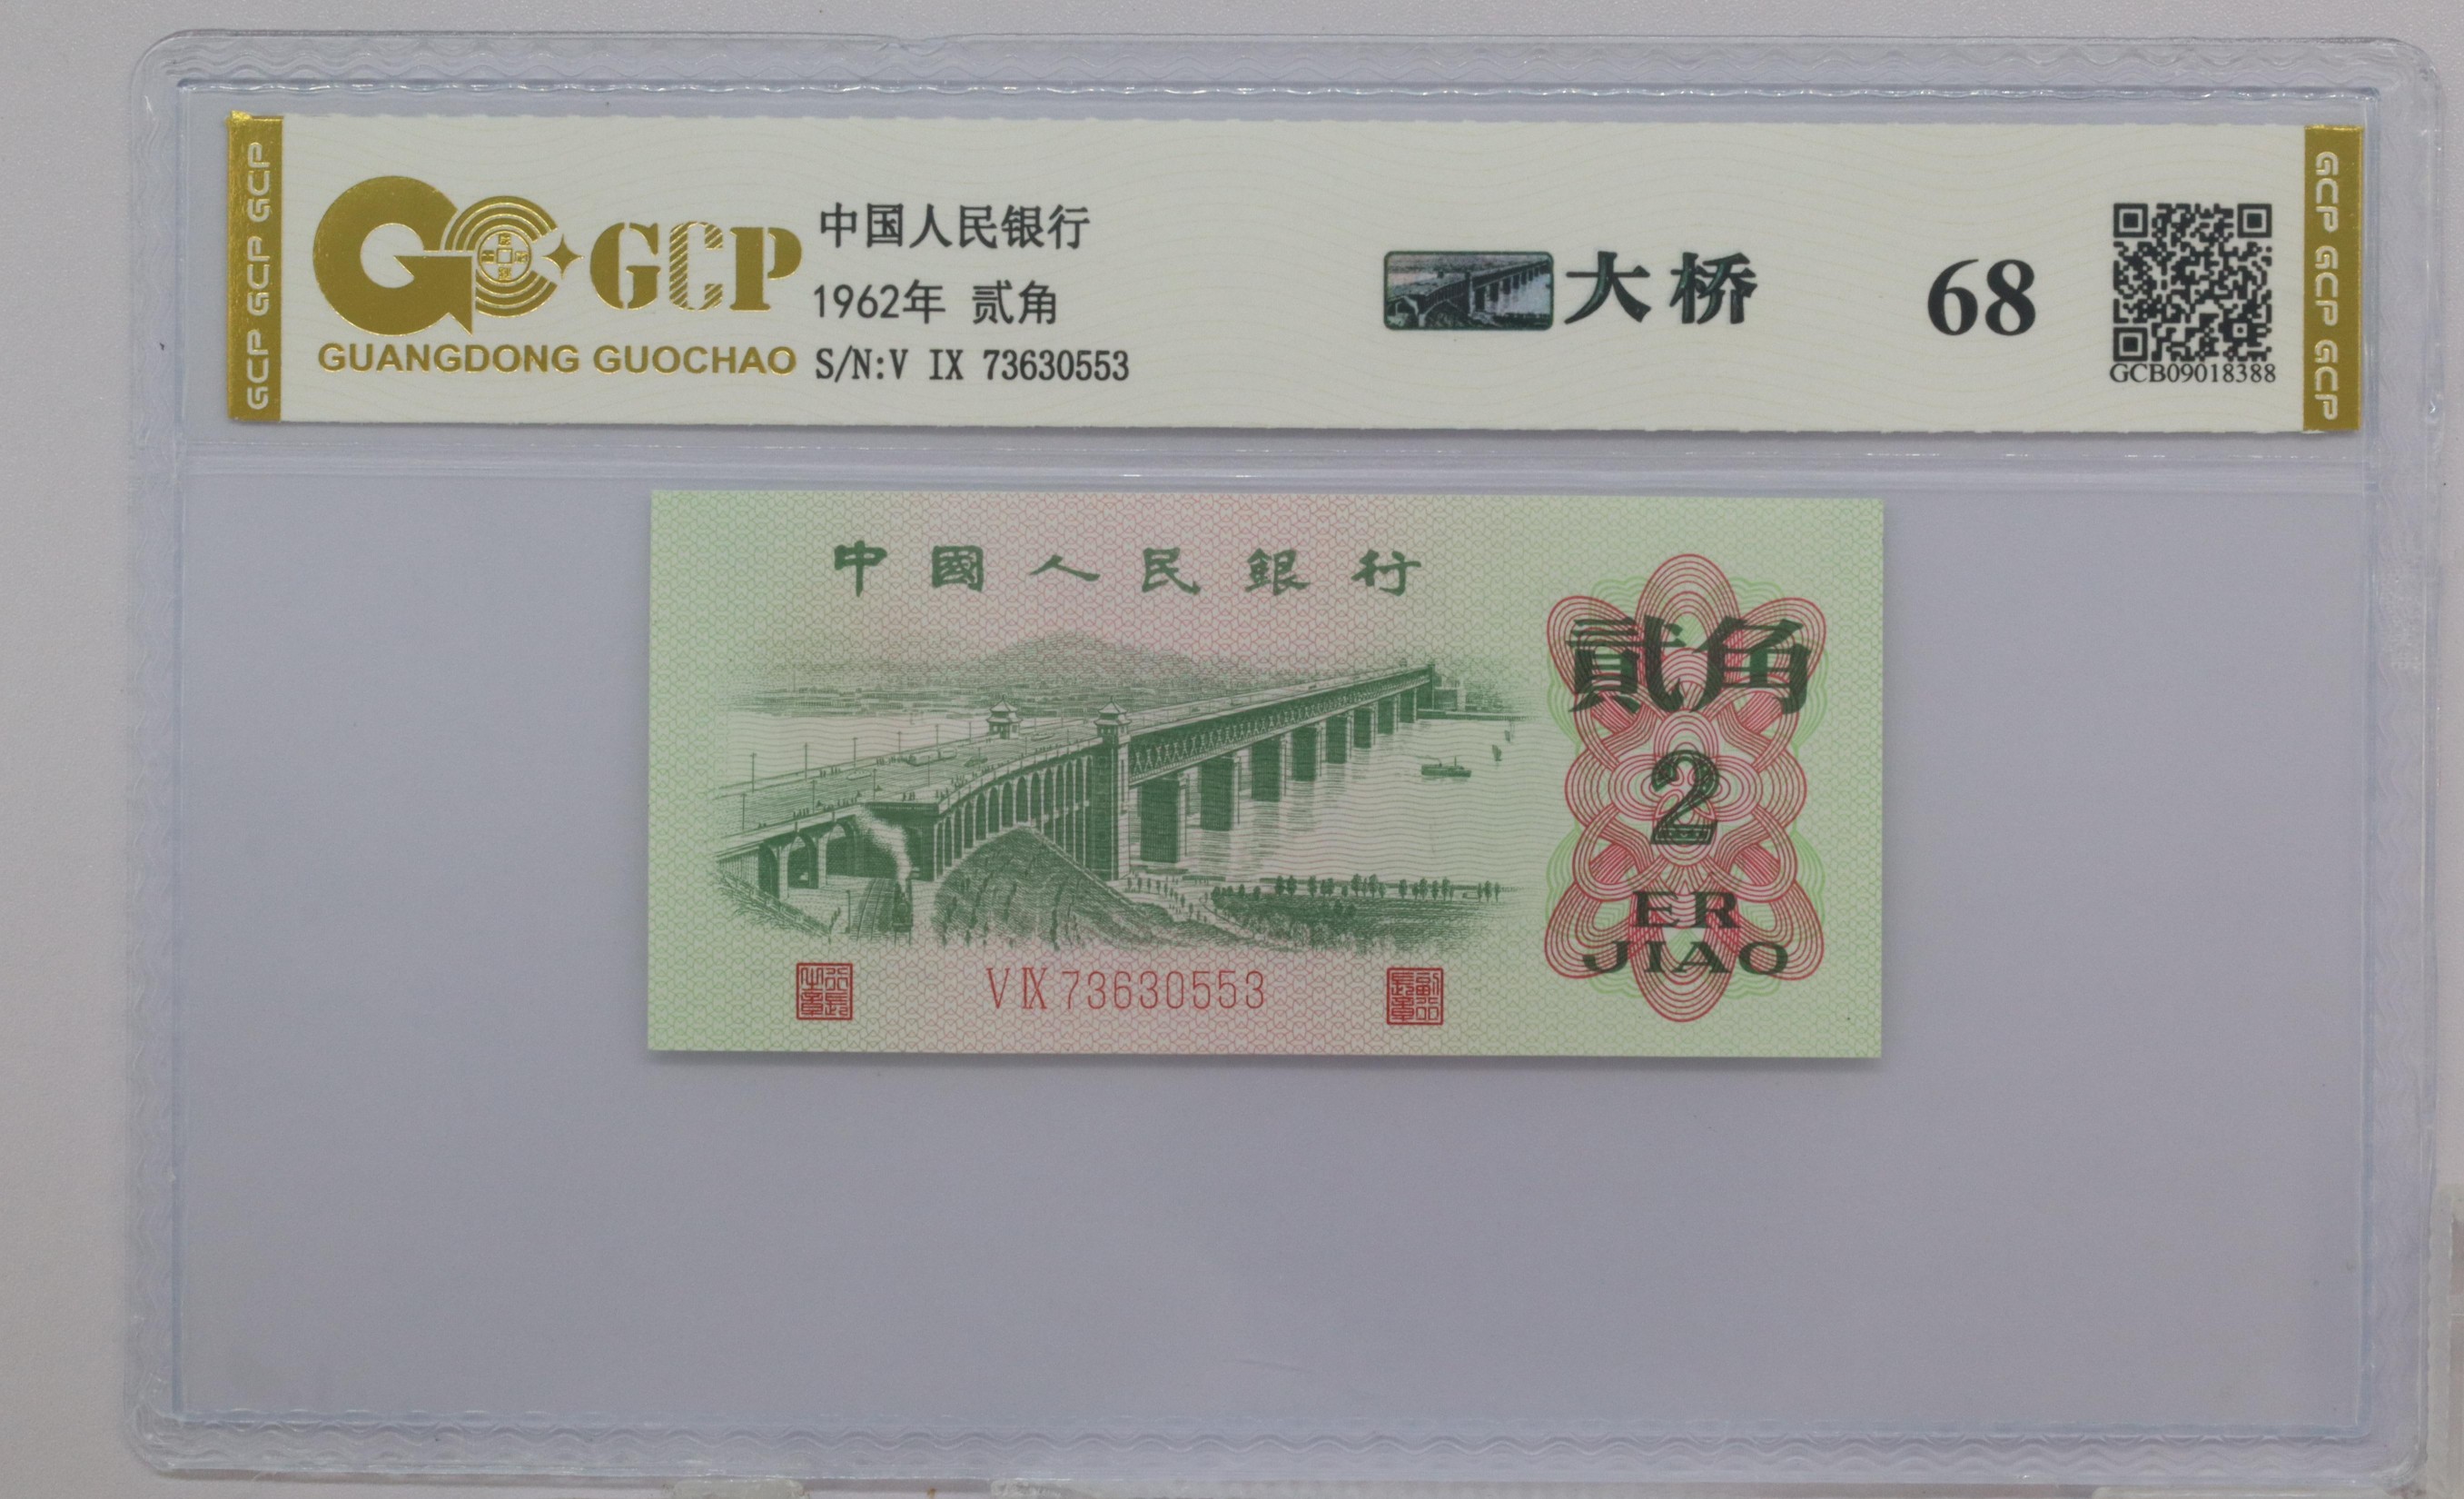 GCP GCP GCP
GCP
GUANGDONG GUOCHAO
中国人民银行
1962年 贰角
S/N:V IX 73630553
大桥
68
GCB09018388
GCP GCP GCP
中國人民銀行
貳角
2
ER
JIAO
VⅨ73630553